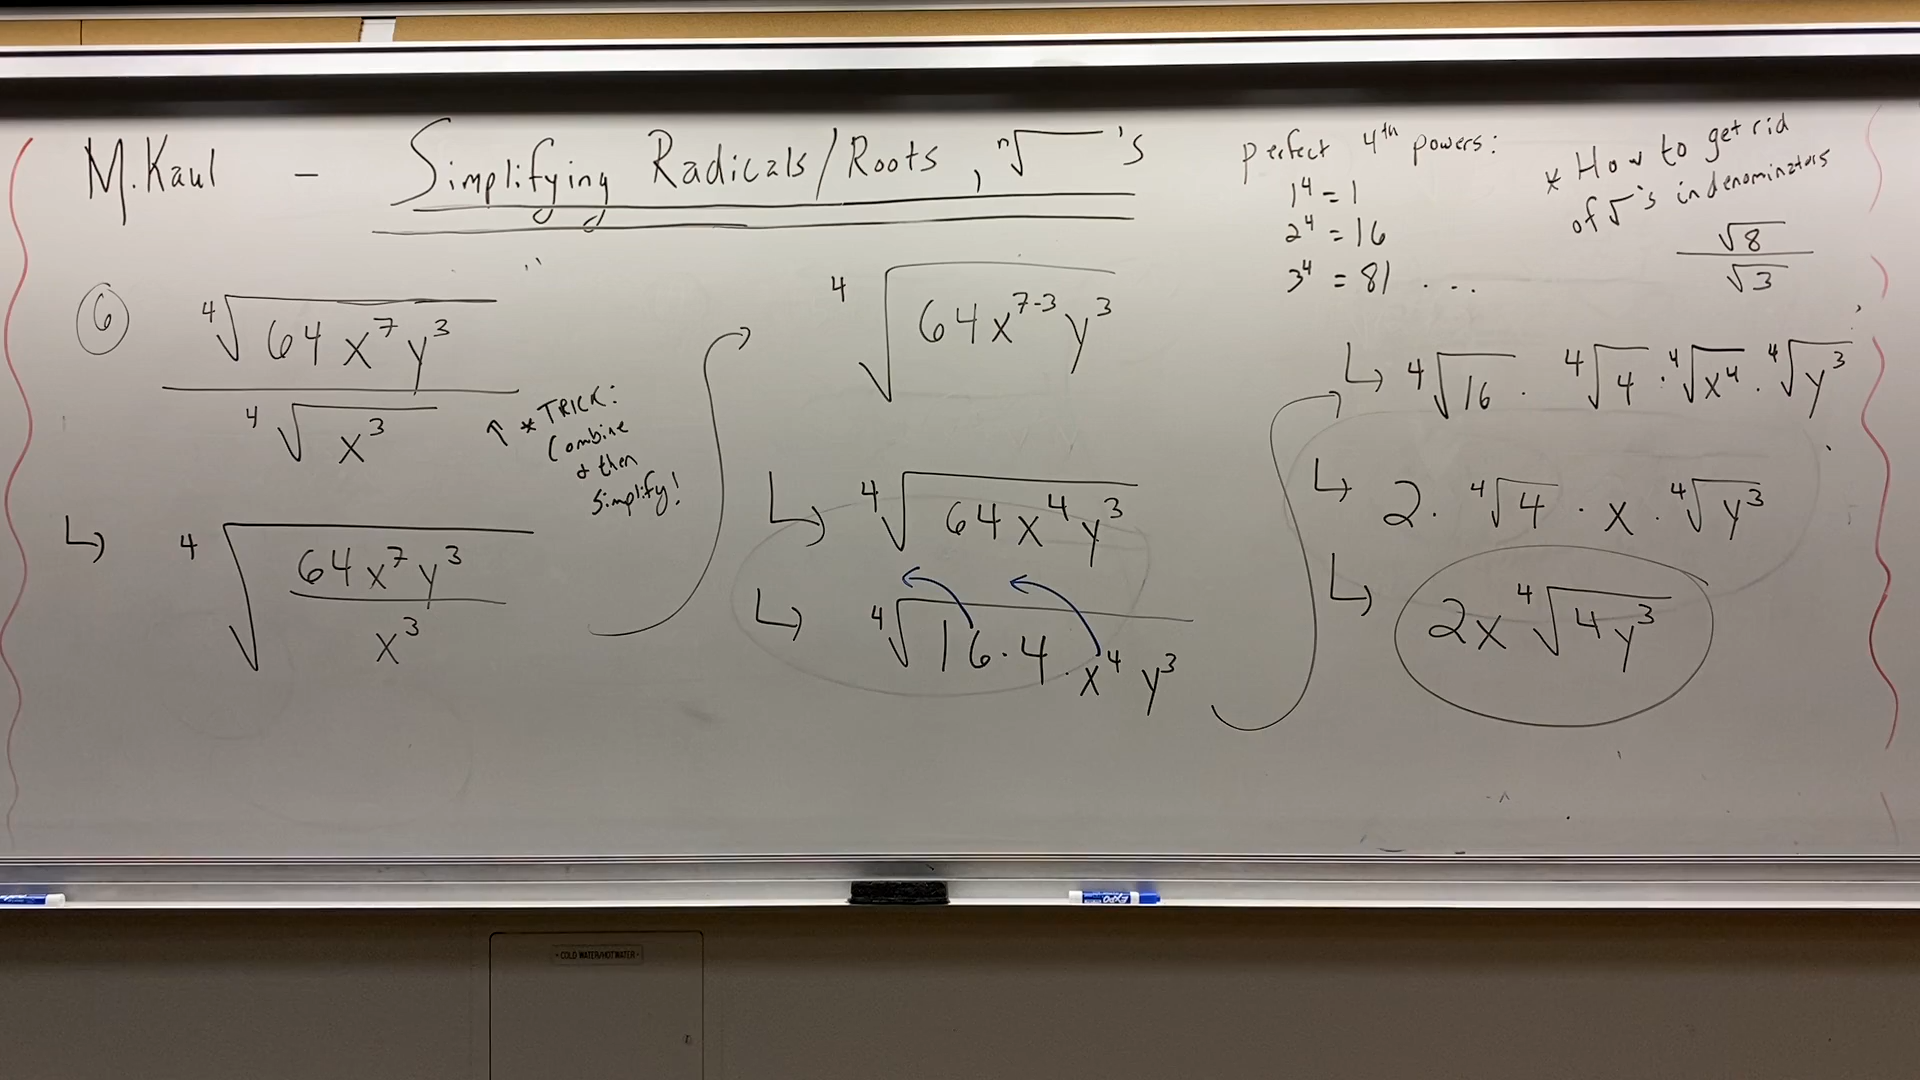 M. Kaul - Simplifying Radicals/Roots, ⁿ√‾‾ 's
⑥ ⁴√(64x⁷y³) / ⁴√(x³)
↑ * TRICK:
Combine
& then
simplify!
↳ ⁴√(64x⁷y³ / x³)
⁴√(64x⁷⁻³y³)
↳ ⁴√(64x⁴y³)
↳ ⁴√(16·4·x⁴y³)
perfect 4th powers:
1⁴ = 1
2⁴ = 16
3⁴ = 81 ...
* How to get rid
of √'s in denominators
√8 / √3
↳ ⁴√16 · ⁴√4 · ⁴√x⁴ · ⁴√y³
↳ 2 · ⁴√4 · x · ⁴√y³
↳ 2x ⁴√(4y³)
EXPO
COLD WATER/HOT WATER